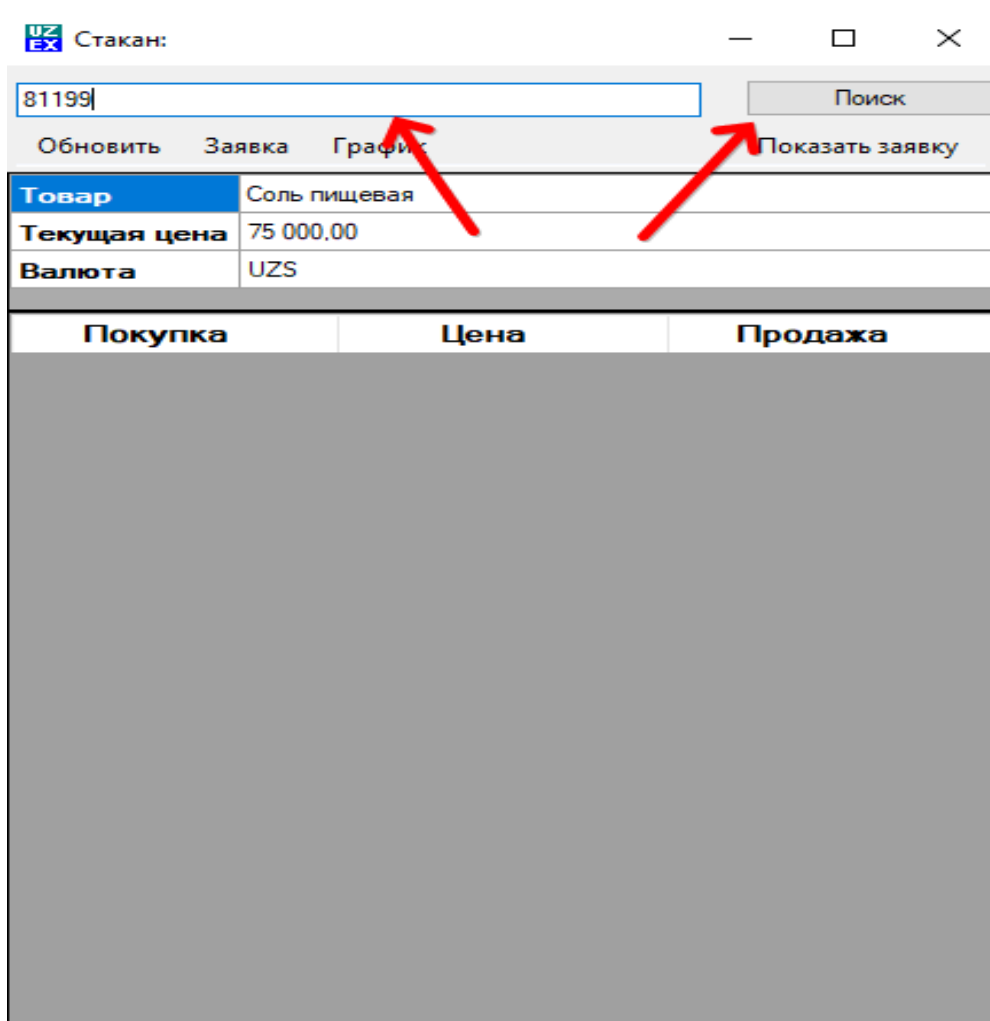 UZ
EX Стакан:
81199 Поиск
Обновить Заявка График Показать заявку
Товар Соль пищевая
Текущая цена 75 000,00
Валюта UZS
Покупка Цена Продажа